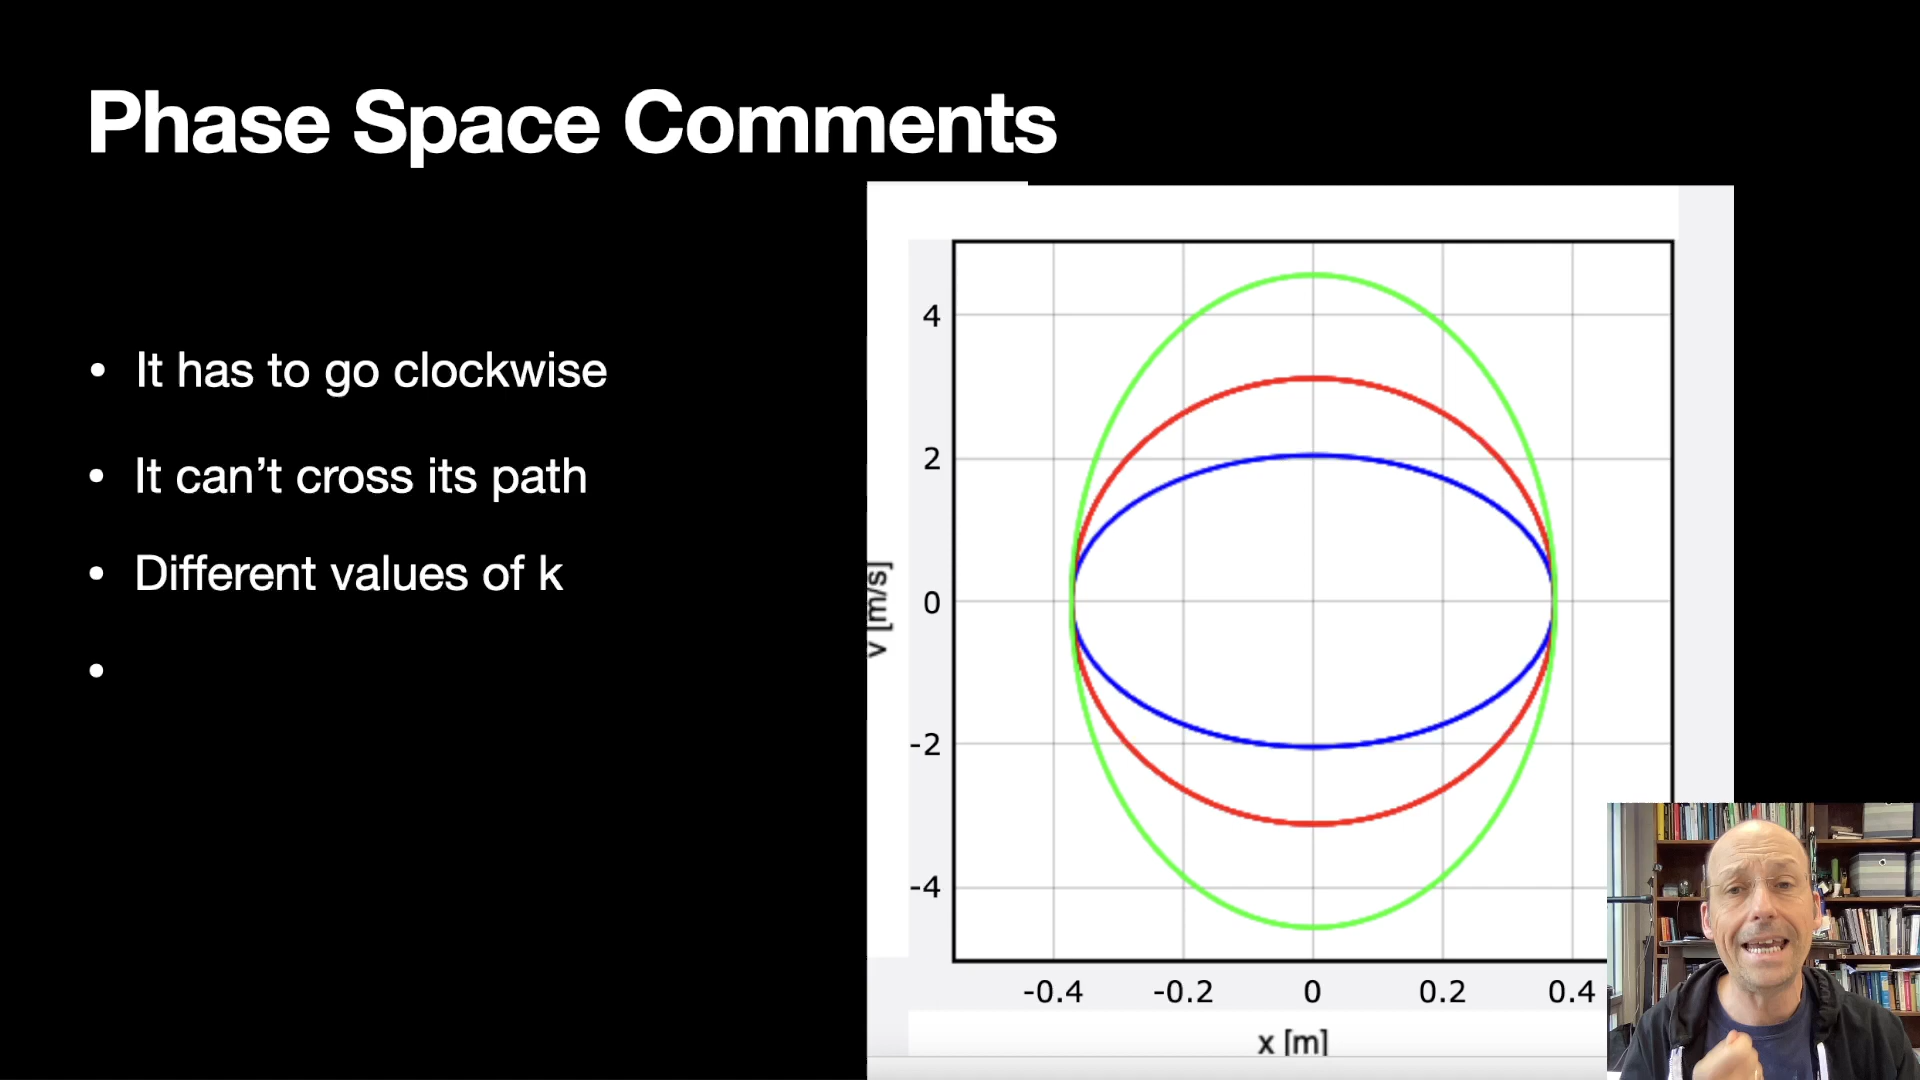 Phase Space Comments
• It has to go clockwise
• It can’t cross its path
• Different values of k
•
v [m/s]
4
2
0
-2
-4
-0.4 -0.2 0 0.2 0.4
x [m]